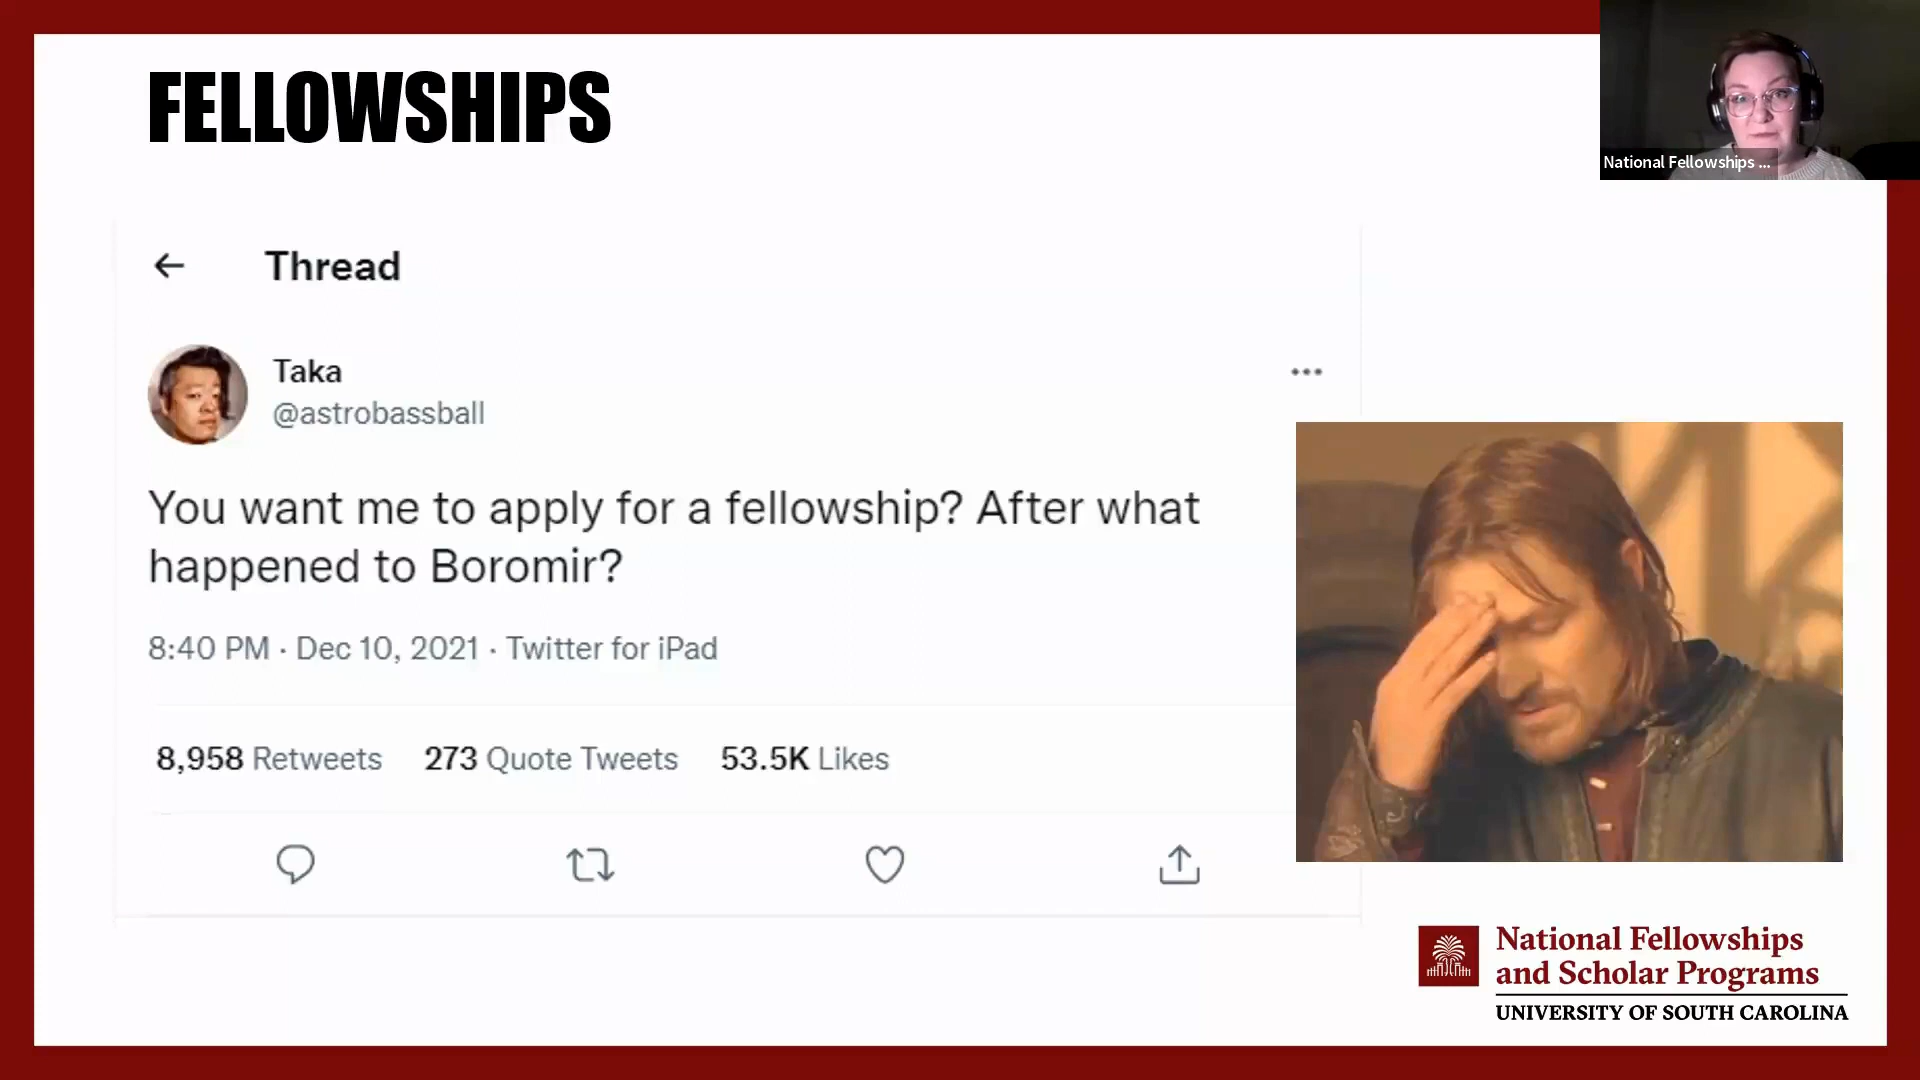 FELLOWSHIPS
National Fellowships ...
Thread
Taka
@astrobassball
You want me to apply for a fellowship? After what
happened to Boromir?
8:40 PM · Dec 10, 2021 · Twitter for iPad
8,958 Retweets 273 Quote Tweets 53.5K Likes
National Fellowships
and Scholar Programs
UNIVERSITY OF SOUTH CAROLINA